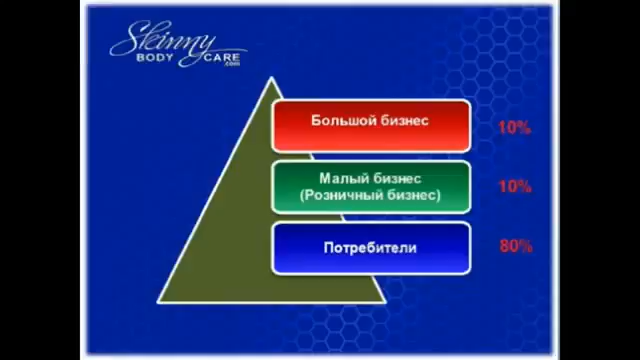 Skinny
BODY CARE
.com
Большой бизнес
10%
Малый бизнес
(Розничный бизнес)
10%
Потребители
80%